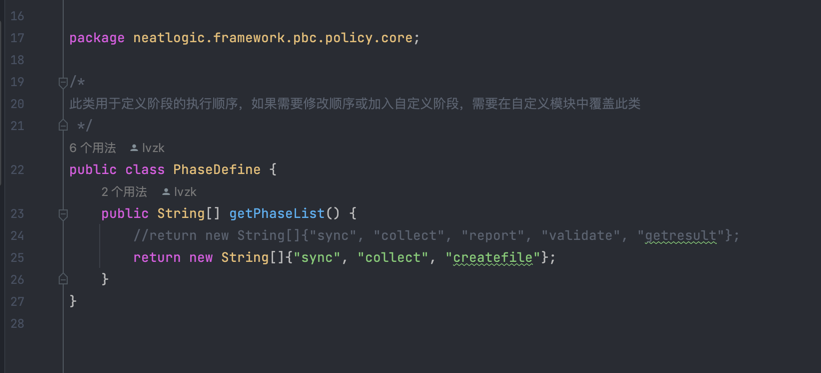 16
17 package neatlogic.framework.pbc.policy.core;
18
19 /*
20 此类用于定义阶段的执行顺序，如果需要修改顺序或加入自定义阶段，需要在自定义模块中覆盖此类
21 */
6 个用法 lvzk
22 public class PhaseDefine {
2 个用法 lvzk
23 public String[] getPhaseList() {
24 //return new String[]{"sync", "collect", "report", "validate", "getresult"};
25 return new String[]{"sync", "collect", "createfile"};
26 }
27 }
28